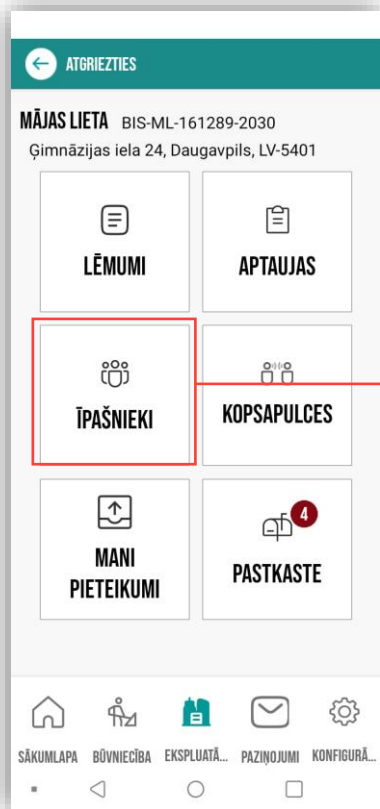 ATGRIEZTIES
MĀJAS LIETA BIS-ML-161289-2030
Ģimnāzijas iela 24, Daugavpils, LV-5401
LĒMUMI APTAUJAS
ĪPAŠNIEKI KOPSAPULCES
4
MANI
PIETEIKUMI
PASTKASTE
SĀKUMLAPA BŪVNIECĪBA EKSPLUATĀ... PAZIŅOJUMI KONFIGURĀ...